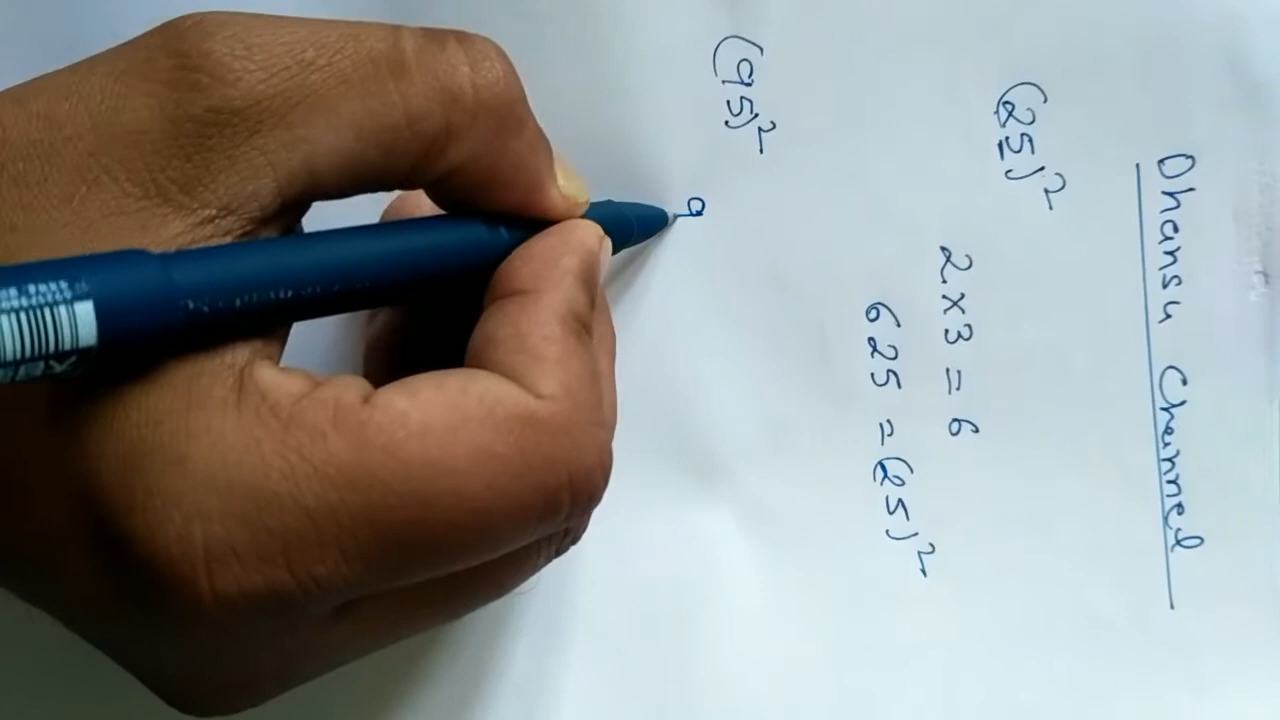 Dhansu Channel
(25)²
2×3 = 6
625 = (25)²
(95)²
9